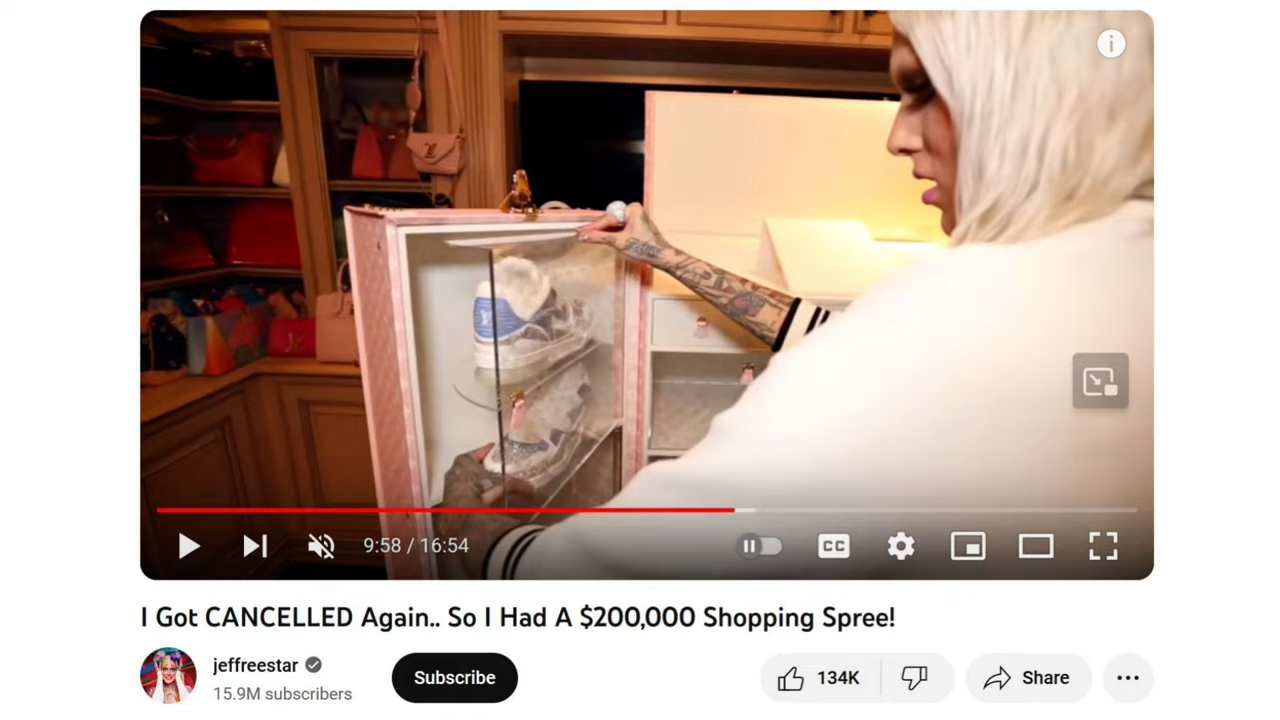 9:58 / 16:54
CC
I Got CANCELLED Again.. So I Had A $200,000 Shopping Spree!
jeffreestar
15.9M subscribers
Subscribe
134K
Share